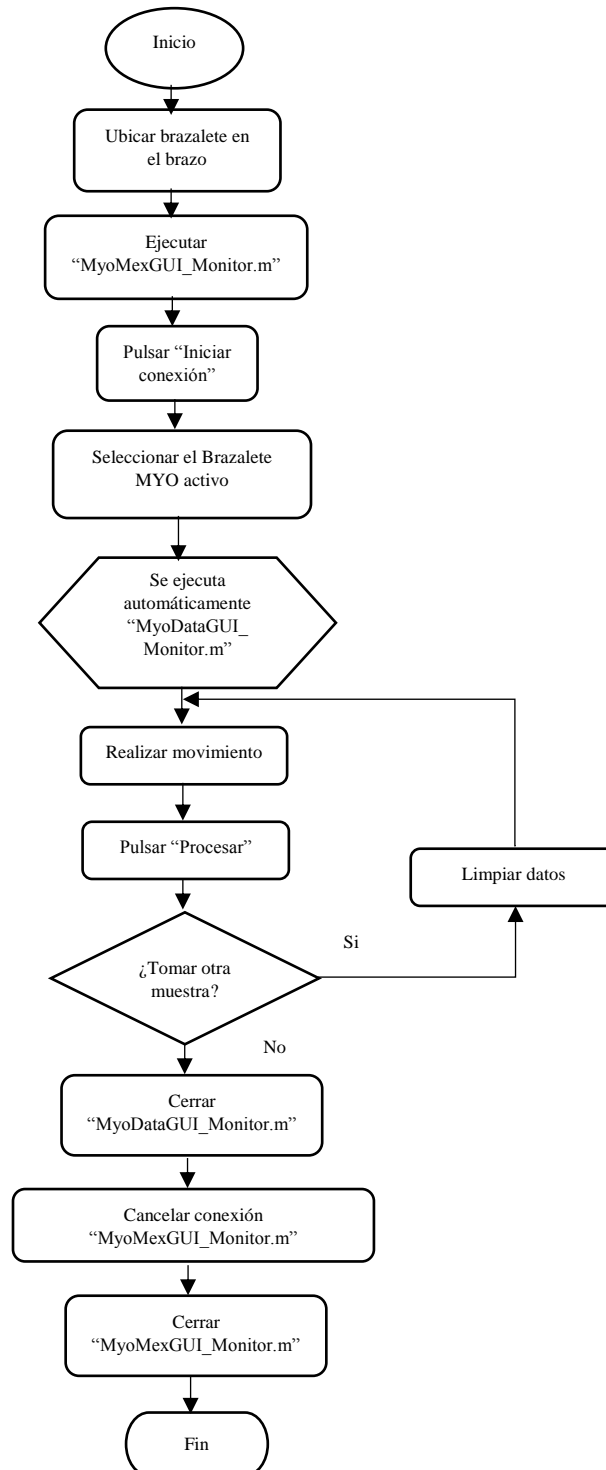 Inicio
Ubicar brazalete en
el brazo
Ejecutar
“MyoMexGUI_Monitor.m”
Pulsar “Iniciar
conexión”
Seleccionar el Brazalete
MYO activo
Se ejecuta
automáticamente
“MyoDataGUI_
Monitor.m”
Realizar movimiento
Pulsar “Procesar”
Limpiar datos
¿Tomar otra
muestra?
Si
No
Cerrar
“MyoDataGUI_Monitor.m”
Cancelar conexión
“MyoMexGUI_Monitor.m”
Cerrar
“MyoMexGUI_Monitor.m”
Fin